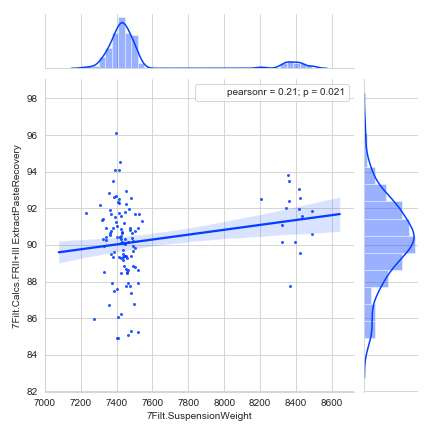 pearsonr = 0.21; p = 0.021
98
96
94
92
90
88
86
84
82
7Filt.Calcs.FRII+III ExtractPasteRecovery
7000 7200 7400 7600 7800 8000 8200 8400 8600
7Filt.SuspensionWeight